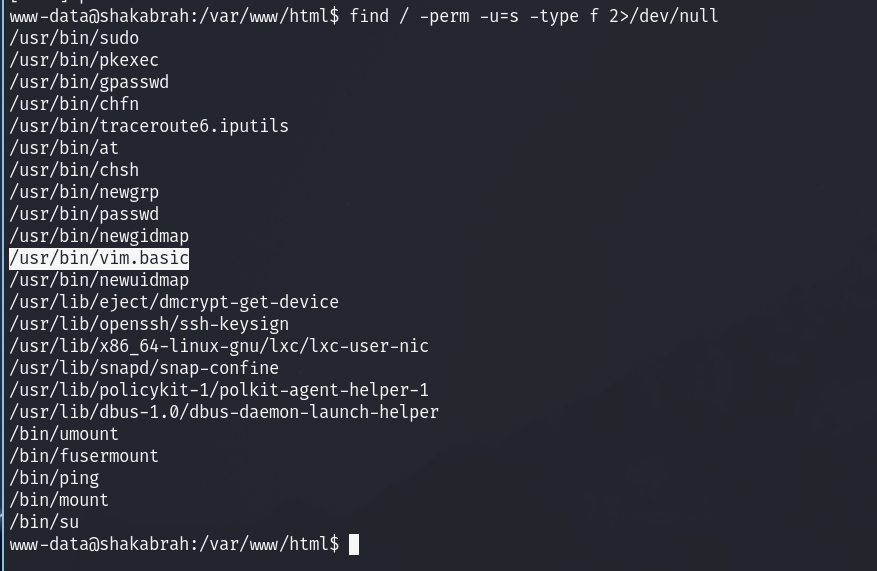 www-data@shakabrah:/var/www/html$ find / -perm -u=s -type f 2>/dev/null
/usr/bin/sudo
/usr/bin/pkexec
/usr/bin/gpasswd
/usr/bin/chfn
/usr/bin/traceroute6.iputils
/usr/bin/at
/usr/bin/chsh
/usr/bin/newgrp
/usr/bin/passwd
/usr/bin/newgidmap
/usr/bin/vim.basic
/usr/bin/newuidmap
/usr/lib/eject/dmcrypt-get-device
/usr/lib/openssh/ssh-keysign
/usr/lib/x86_64-linux-gnu/lxc/lxc-user-nic
/usr/lib/snapd/snap-confine
/usr/lib/policykit-1/polkit-agent-helper-1
/usr/lib/dbus-1.0/dbus-daemon-launch-helper
/bin/umount
/bin/fusermount
/bin/ping
/bin/mount
/bin/su
www-data@shakabrah:/var/www/html$